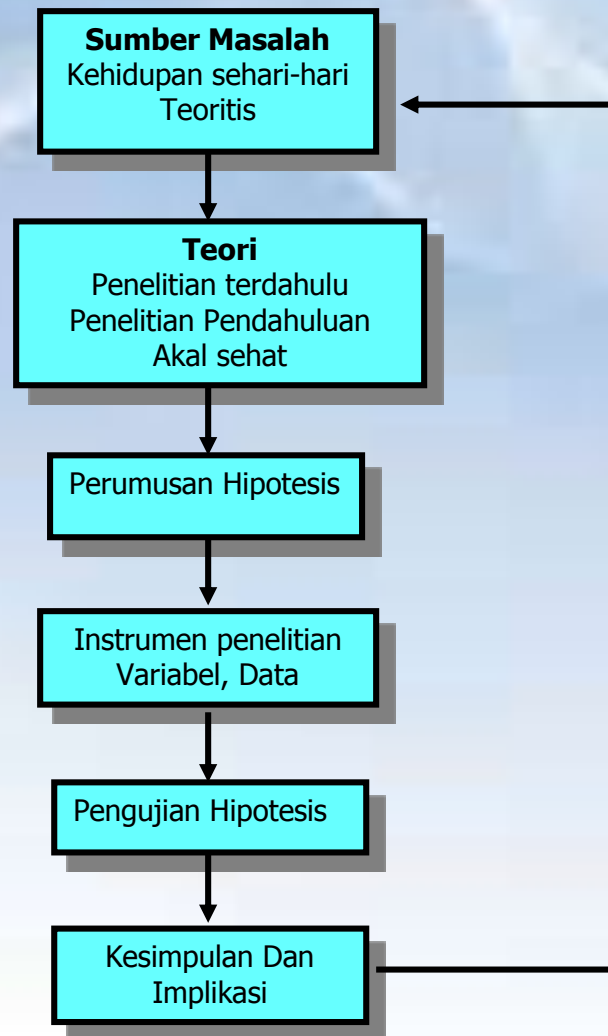 Sumber Masalah
Kehidupan sehari-hari
Teoritis
Teori
Penelitian terdahulu
Penelitian Pendahuluan
Akal sehat
Perumusan Hipotesis
Instrumen penelitian
Variabel, Data
Pengujian Hipotesis
Kesimpulan Dan
Implikasi